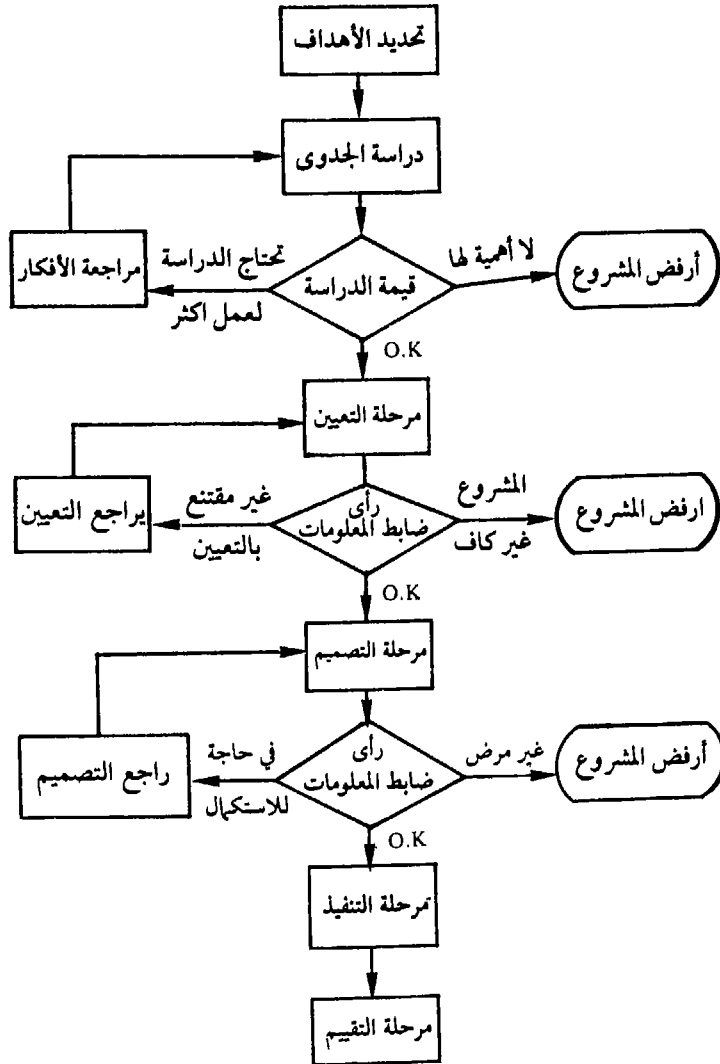 تحديد الأهداف
دراسة الجدوى
لا أهمية لها
أرفض المشروع
قيمة الدراسة
تحتاج الدراسة
لعمل اكثر
مراجعة الأفكار
O.K
مرحلة التعيين
المشروع
غير كاف
ارفض المشروع
رأى
ضابط المعلومات
غير مقتنع
بالتعيين
يراجع التعيين
O.K
مرحلة التصميم
غير مرض
أرفض المشروع
رأى
ضابط المعلومات
في حاجة
للاستكمال
راجع التصميم
O.K
مرحلة التنفيذ
مرحلة التقييم